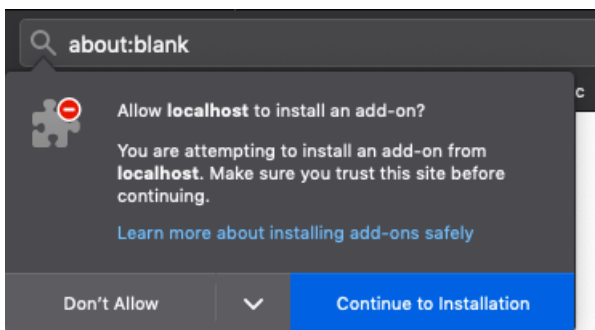 about:blank
c
Allow localhost to install an add-on?
You are attempting to install an add-on from
localhost. Make sure you trust this site before
continuing.
Learn more about installing add-ons safely
Don't Allow
Continue to Installation